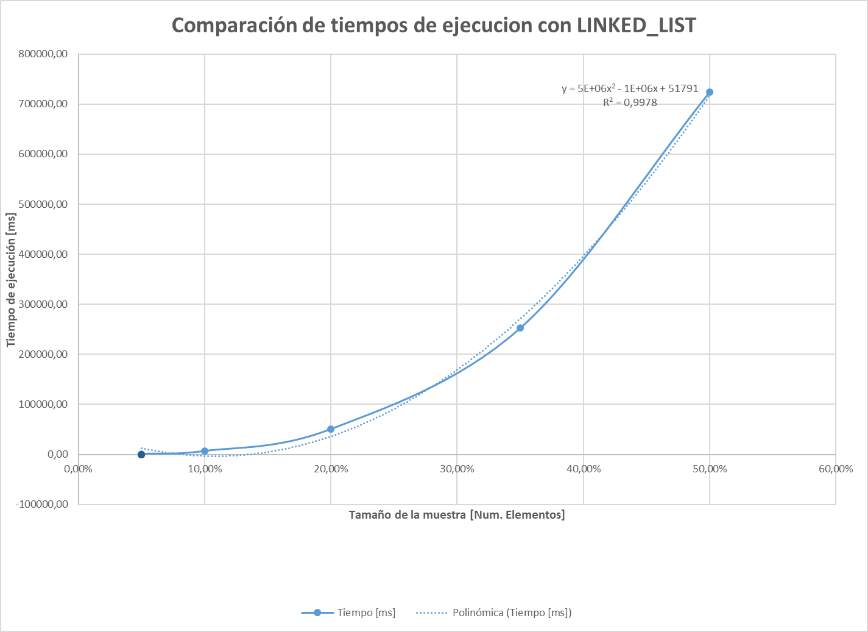 Comparación de tiempos de ejecucion con LINKED_LIST
800000,00
700000,00
600000,00
500000,00
400000,00
300000,00
200000,00
100000,00
0,00
-100000,00
Tiempo de ejecución [ms]
y = 5E+06x² - 1E+06x + 51791
R² = 0,9978
0,00% 10,00% 20,00% 30,00% 40,00% 50,00% 60,00%
Tamaño de la muestra [Num. Elementos]
Tiempo [ms] Polinómica (Tiempo [ms])